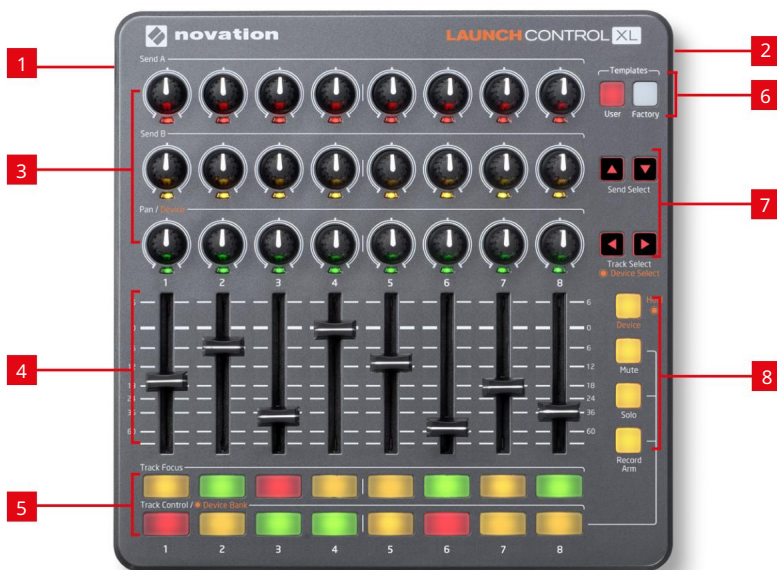 novation
LAUNCH CONTROL XL
1
2
Send A
Templates
User Factory
6
Send B
3
Send Select
7
Pan / Device
Track Select
Device Select
1 2 3 4 5 6 7 8
6
0 0
6
12 12
18 18
24 24
36 36
60 60
4
Device
Mute
8
Solo
Record
Arm
Track Focus
5
Track Control / Device Bank
1 2 3 4 5 6 7 8